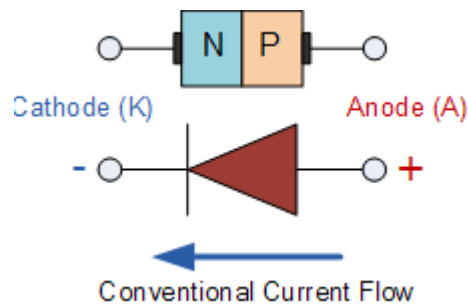 N P
Cathode (K) Anode (A)
- +
Conventional Current Flow